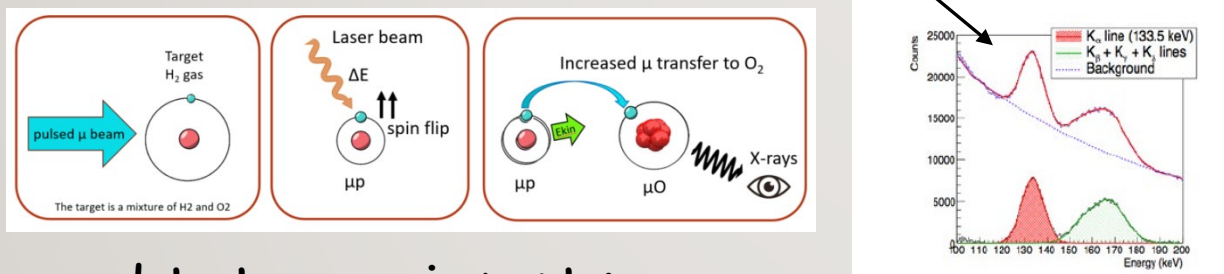 Target
H₂ gas
pulsed μ beam
The target is a mixture of H2 and O2
Laser beam
ΔE
spin flip
μp
Increased μ transfer to O₂
Ekin
μp
μO
X-rays
Counts
25000
20000
15000
10000
5000
0
100 110 120 130 140 150 160 170 180 190 200
Energy (keV)
Kα line (133.5 keV)
Kβ + Kγ + Kδ lines
Background